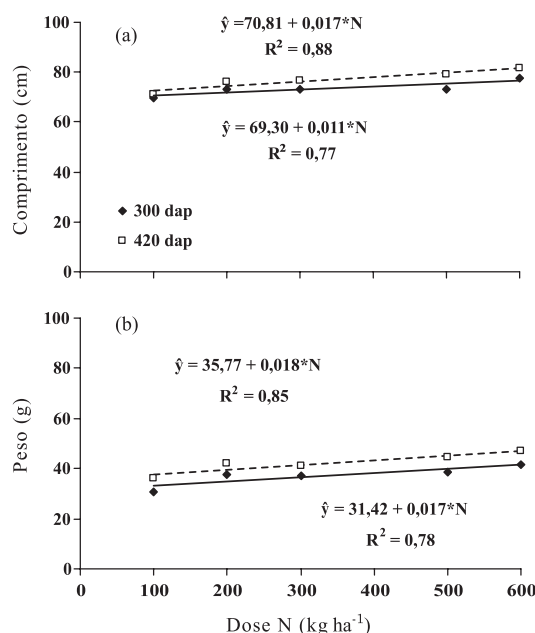 100
(a)
ŷ=70,81 + 0,017*N
R² = 0,88
80
60
ŷ = 69,30 + 0,011*N
R² = 0,77
40
300 dap
20
420 dap
0
Comprimento (cm)
100
(b)
80
ŷ = 35,77 + 0,018*N
R² = 0,85
60
40
ŷ = 31,42 + 0,017*N
20
R² = 0,78
0
Peso (g)
0 100 200 300 400 500 600
Dose N (kg ha⁻¹)